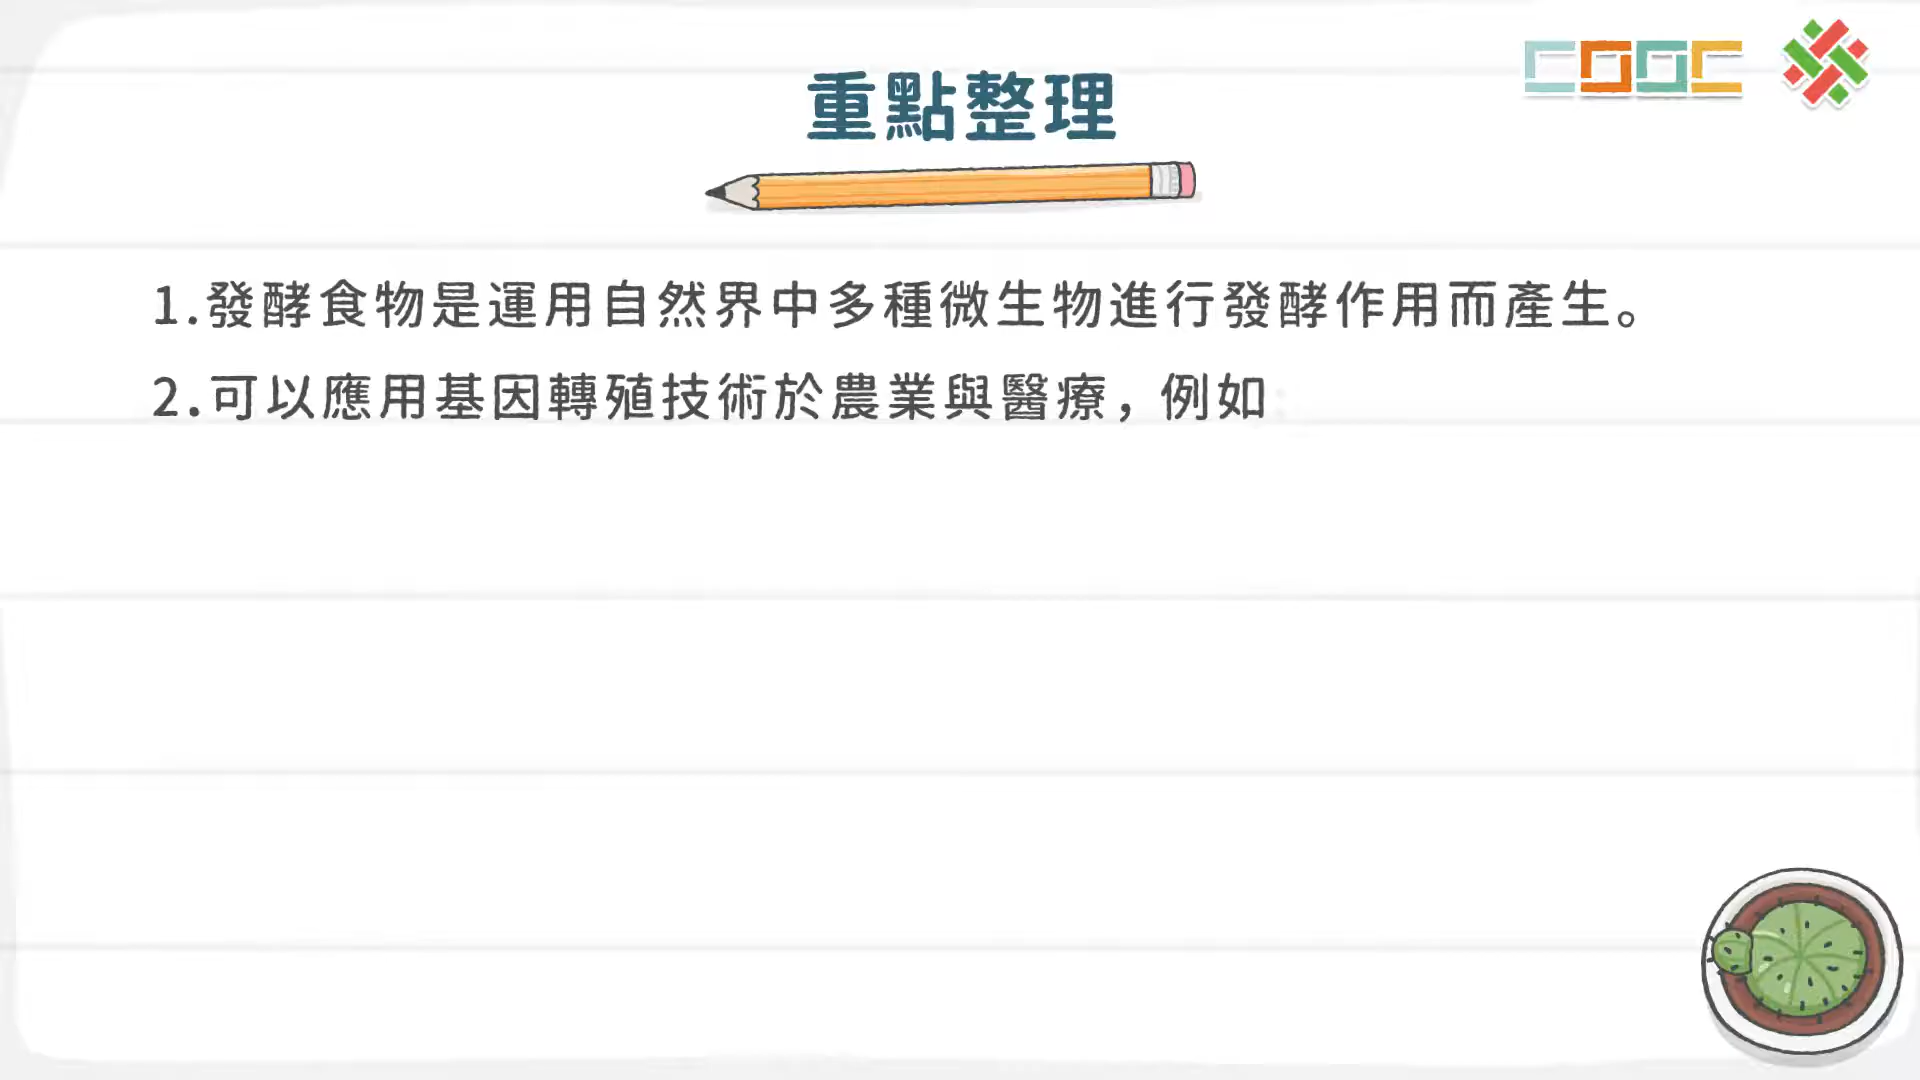 COOC
重點整理
1.發酵食物是運用自然界中多種微生物進行發酵作用而產生。
2.可以應用基因轉殖技術於農業與醫療，例如